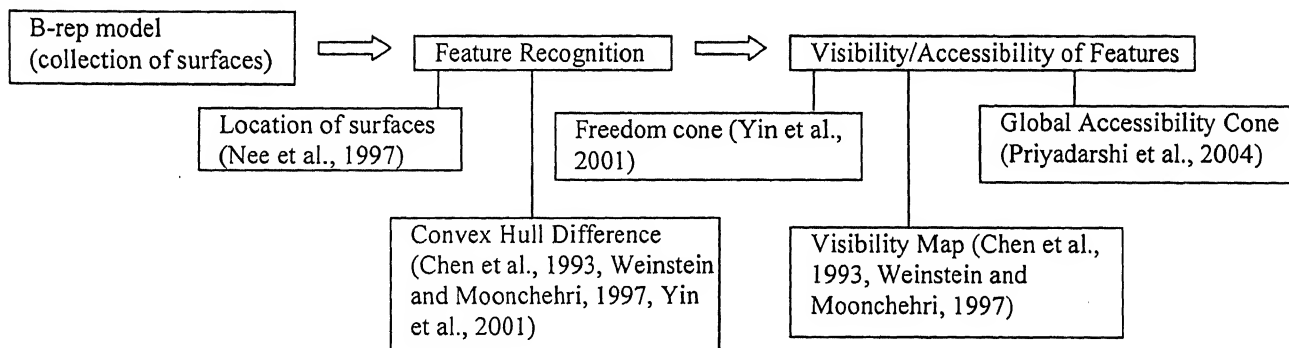 B-rep model
(collection of surfaces)
Feature Recognition
Visibility/Accessibility of Features
Location of surfaces
(Nee et al., 1997)
Freedom cone (Yin et al.,
2001)
Global Accessibility Cone
(Priyadarshi et al., 2004)
Convex Hull Difference
(Chen et al., 1993, Weinstein
and Moonchehri, 1997, Yin
et al., 2001)
Visibility Map (Chen et al.,
1993, Weinstein and
Moonchehri, 1997)